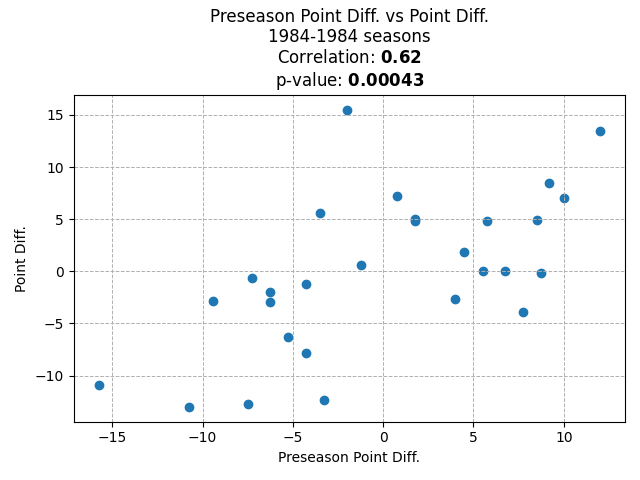 Preseason Point Diff. vs Point Diff.
1984-1984 seasons
Correlation: 0.62
p-value: 0.00043
15
10
5
0
−5
−10
Point Diff.
−15
−10
−5
0
5
10
Preseason Point Diff.